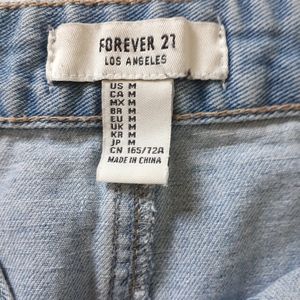 FOREVER 21
LOS ANGELES
US M
CA M
MX M
BR M
EU M
UK M
KR M
JP M
CN 165/72A
MADE IN CHINA